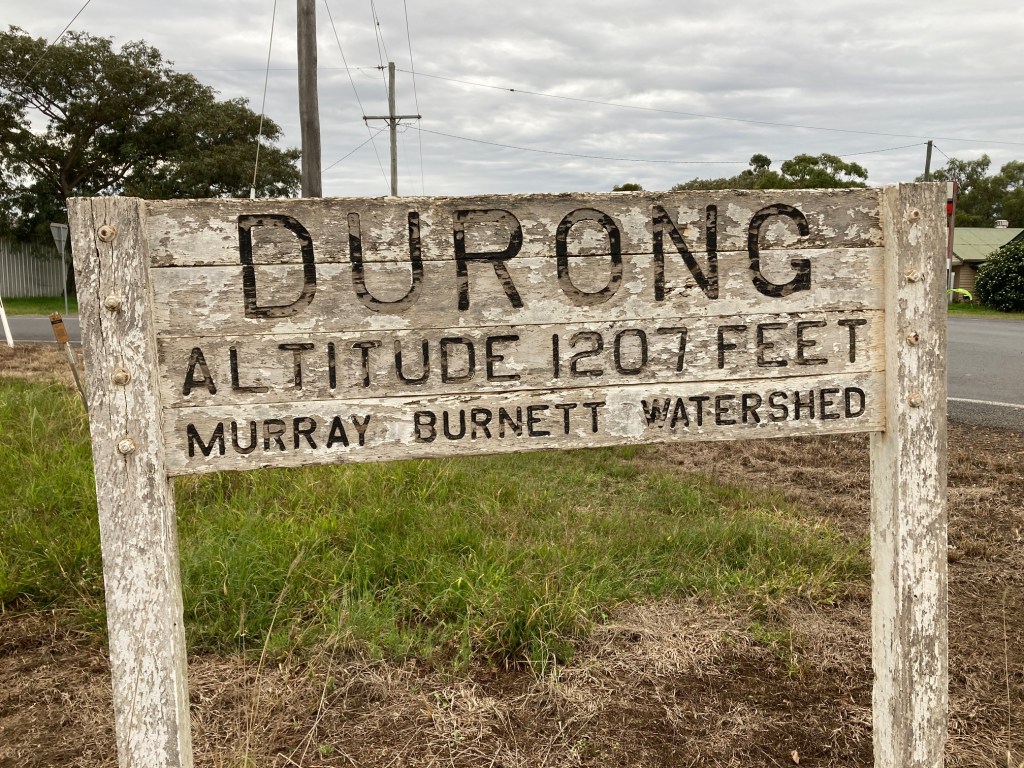 DURONG
ALTITUDE 1207 FEET
MURRAY BURNETT WATERSHED